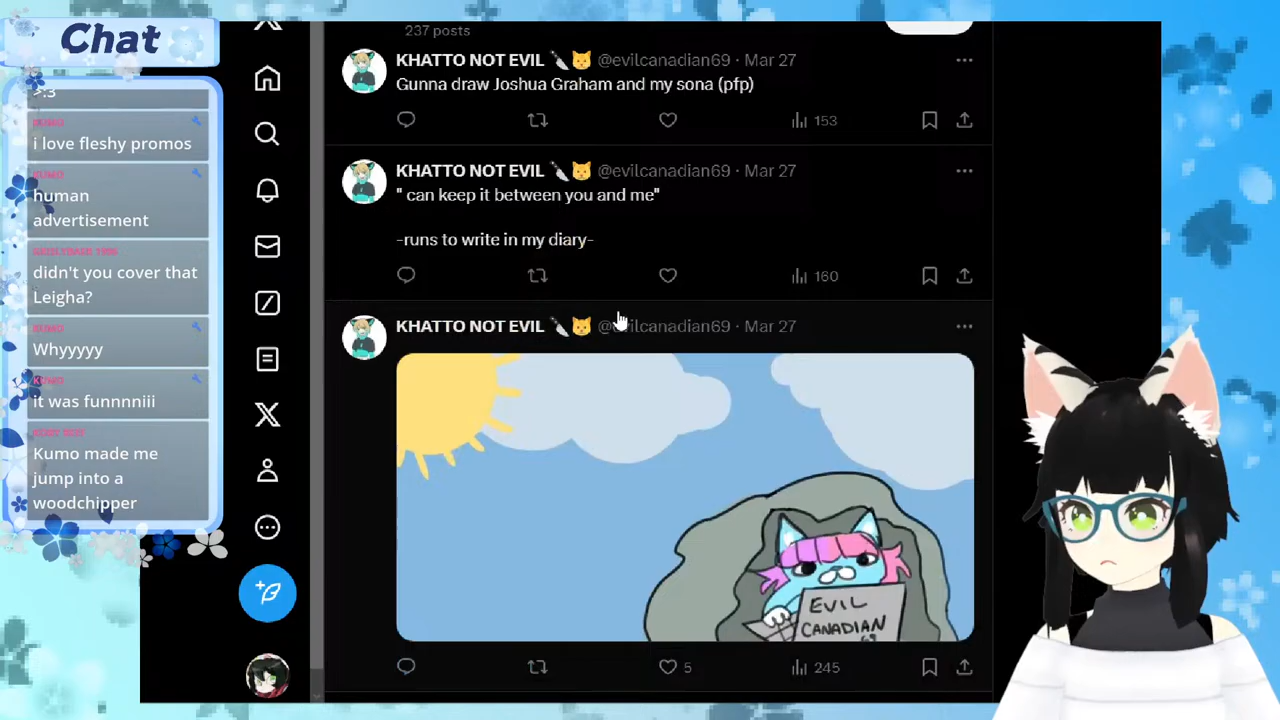 Chat
>:3
i love fleshy promos
human
advertisement
didn't you cover that
Leigha?
Whyyyyy
it was funnnniii
Kumo made me
jump into a
woodchipper
237 posts
KHATTO NOT EVIL 🔪😼 @evilcanadian69 · Mar 27
Gunna draw Joshua Graham and my sona (pfp)
153
KHATTO NOT EVIL 🔪😼 @evilcanadian69 · Mar 27
" can keep it between you and me"
-runs to write in my diary-
160
KHATTO NOT EVIL 🔪😼 @evilcanadian69 · Mar 27
EVIL
CANADIAN
69
5 245